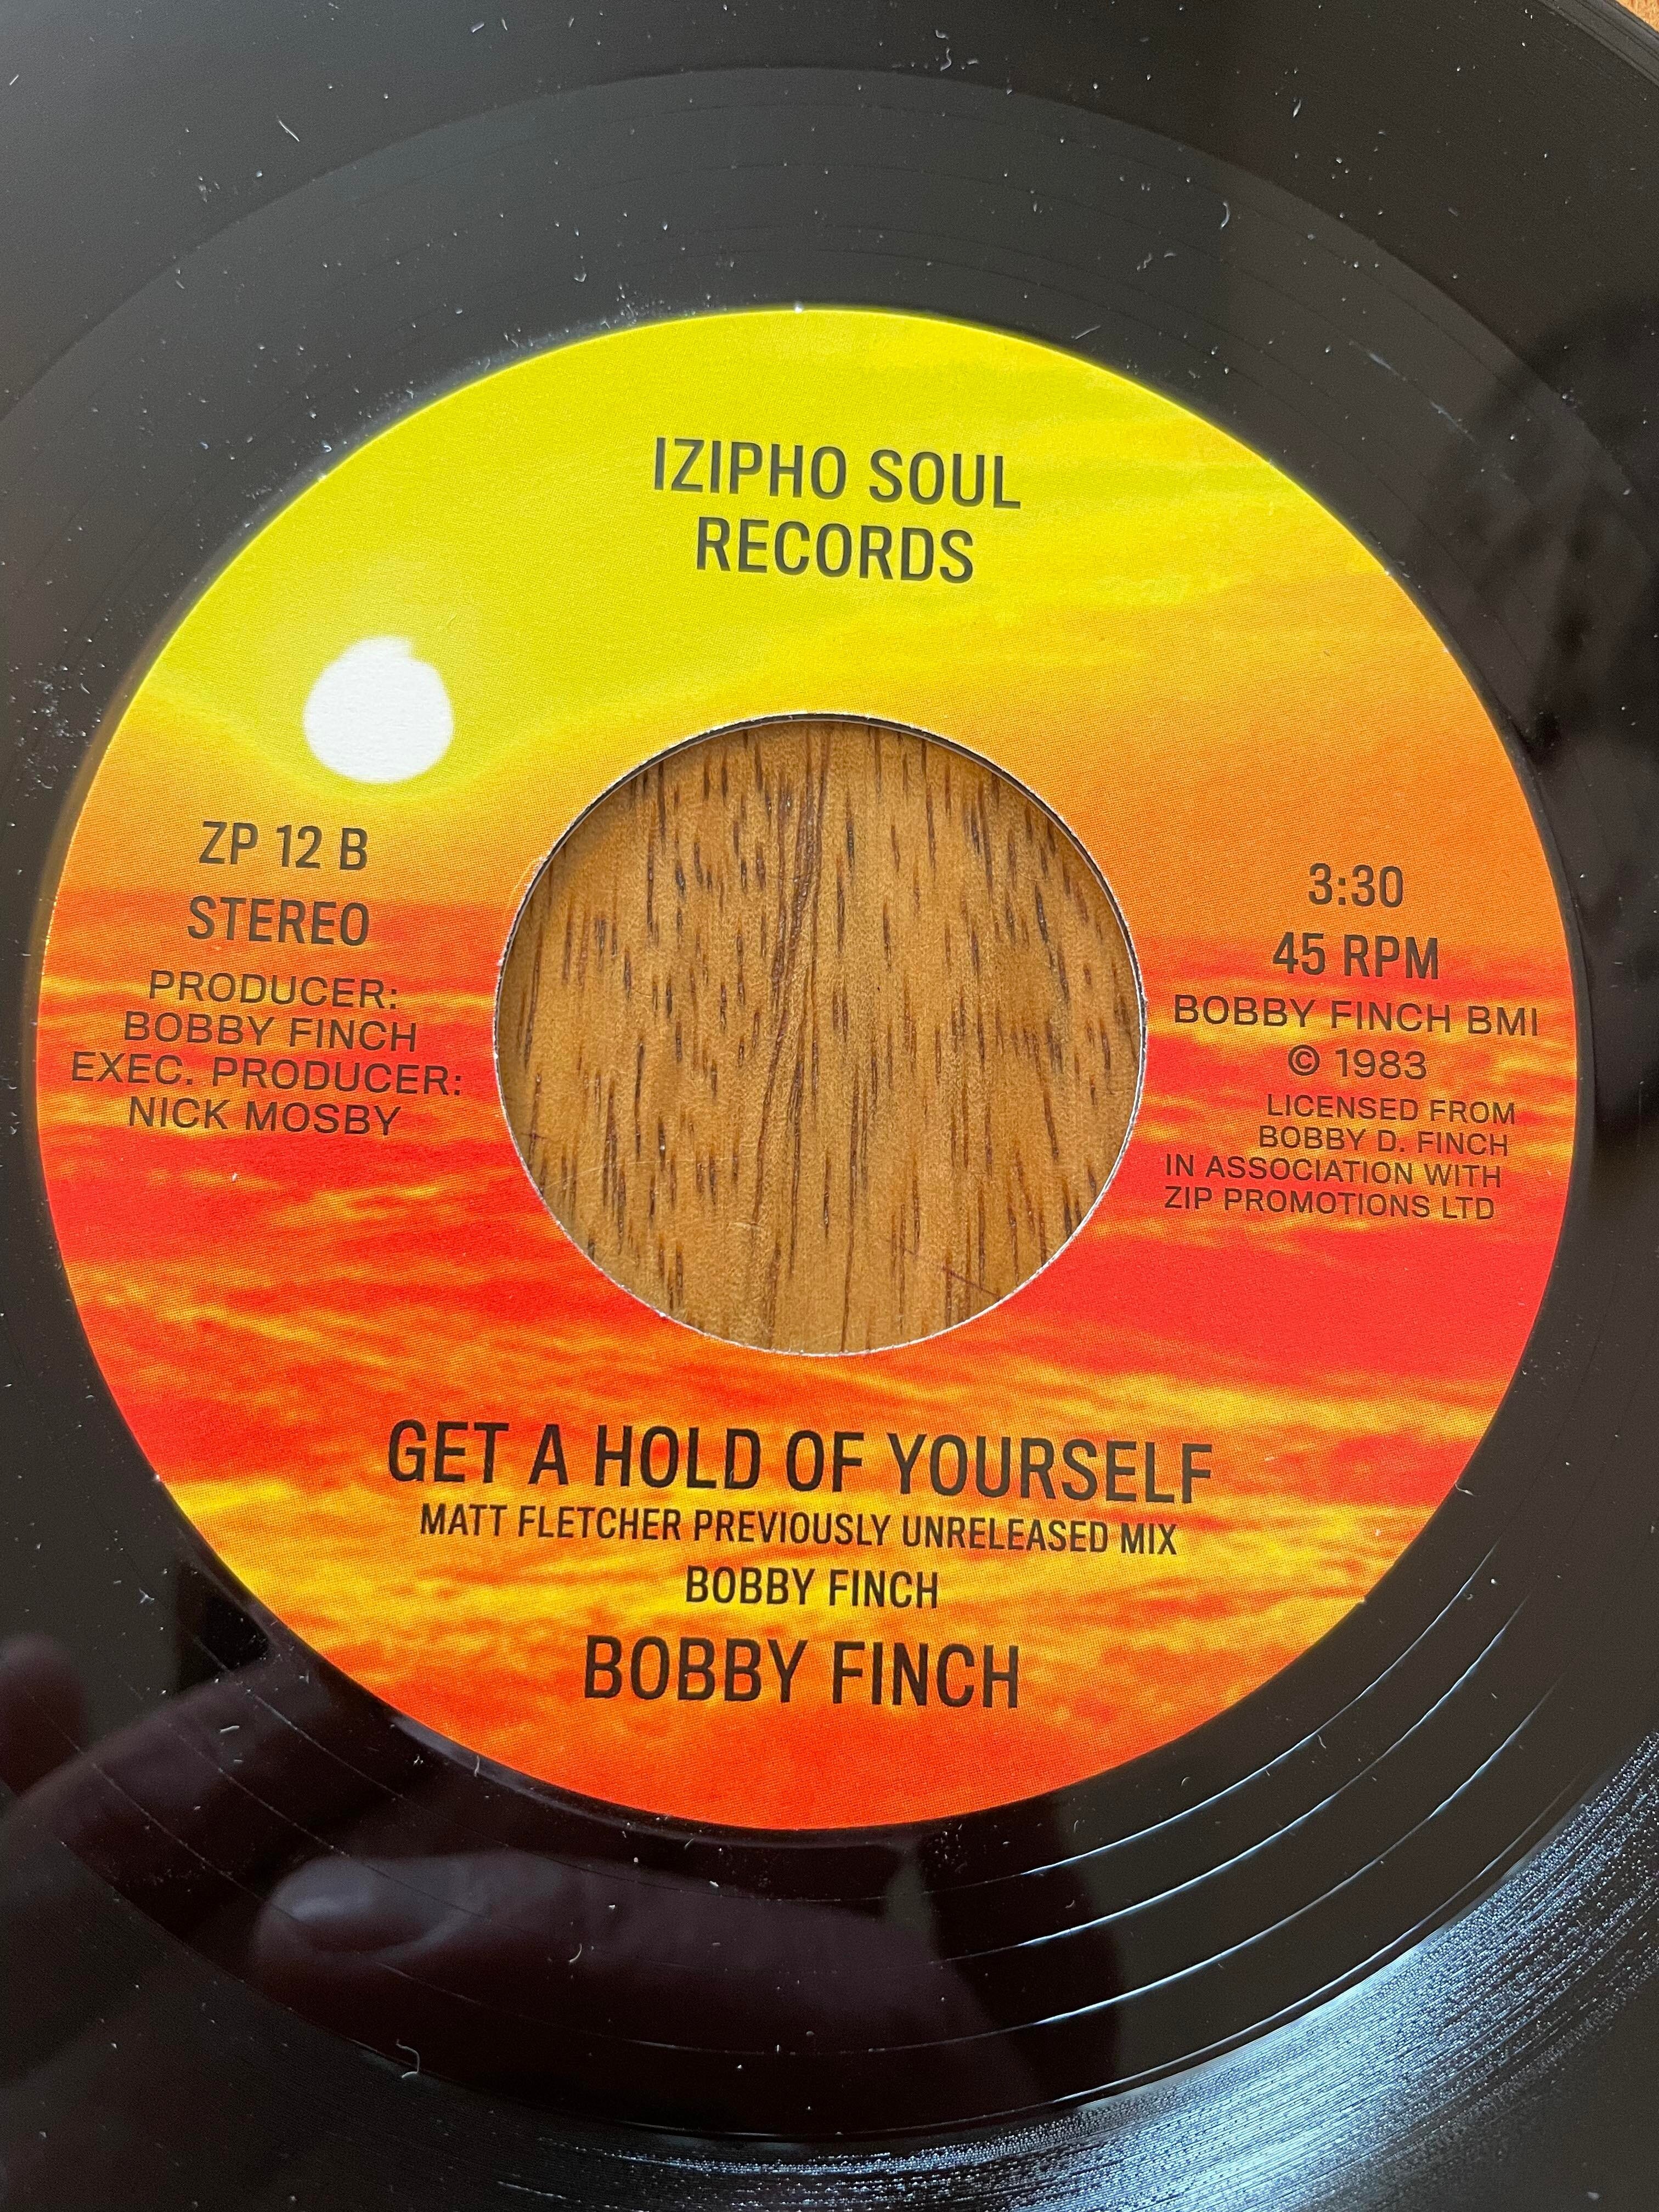 IZIPHO SOUL
RECORDS
ZP 12 B
STEREO
PRODUCER:
BOBBY FINCH
EXEC. PRODUCER:
NICK MOSBY
3:30
45 RPM
BOBBY FINCH BMI
© 1983
LICENSED FROM
BOBBY D. FINCH
IN ASSOCIATION WITH
ZIP PROMOTIONS LTD
GET A HOLD OF YOURSELF
MATT FLETCHER PREVIOUSLY UNRELEASED MIX
BOBBY FINCH
BOBBY FINCH